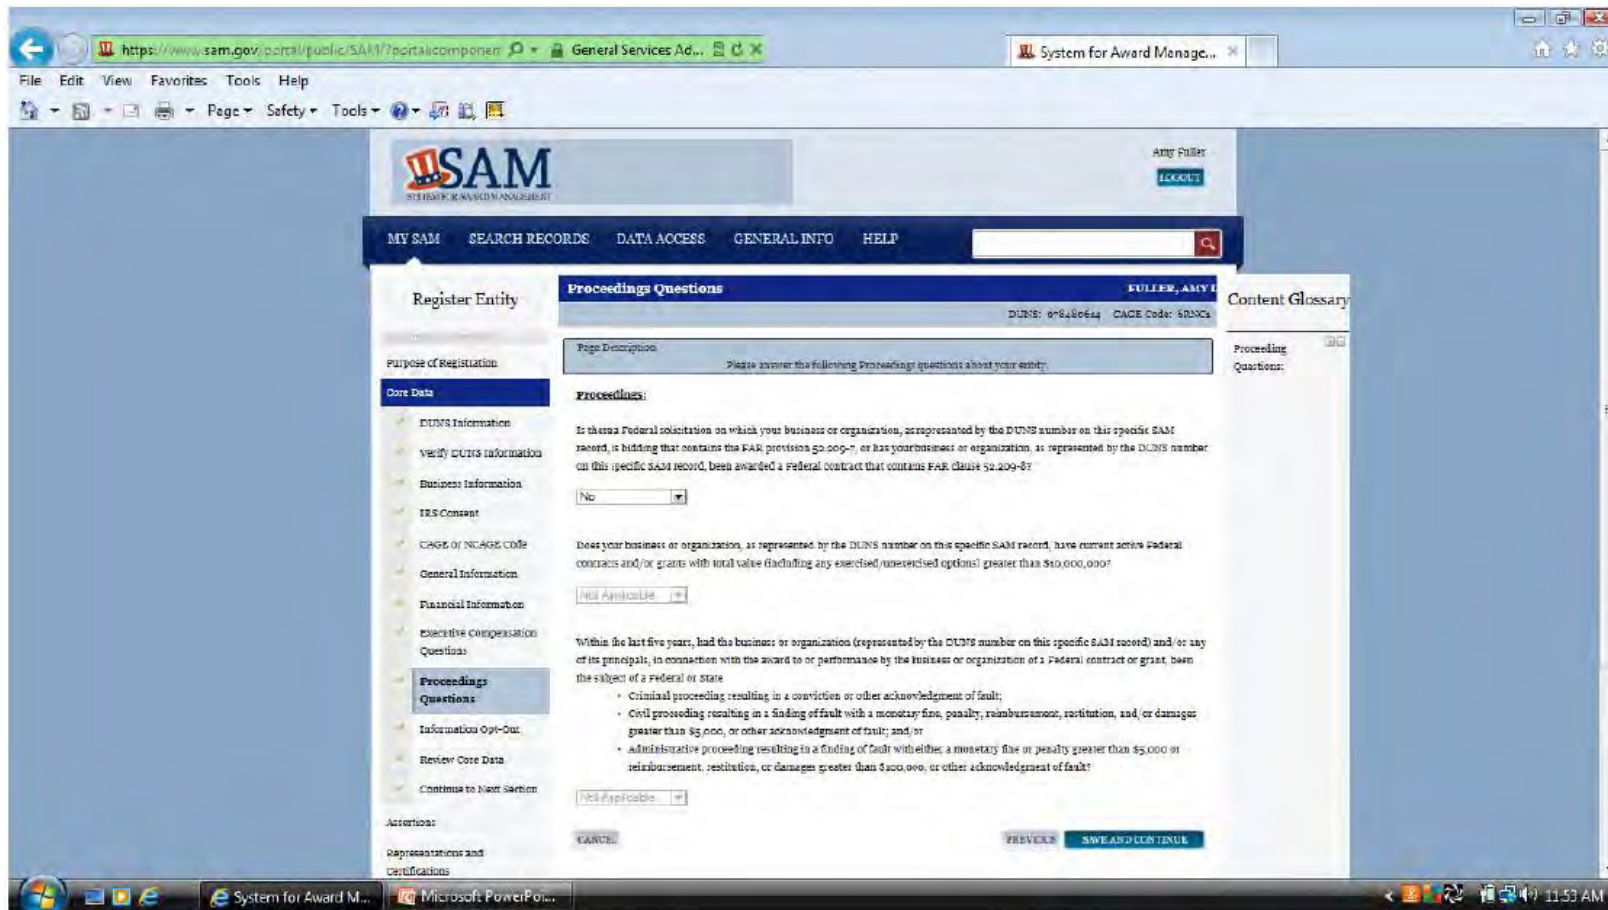 https://www.sam.gov/portal/public/SAM/?portal:componen
General Services Ad...
System for Award Manage...
File Edit View Favorites Tools Help
Page Safety Tools
SAM
SYSTEM FOR AWARD MANAGEMENT
Amy Fuller
LOGOUT
MY SAM SEARCH RECORDS DATA ACCESS GENERAL INFO HELP
Register Entity
Purpose of Registration
Core Data
DUNS Information
Verify DUNS Information
Business Information
IRS Consent
CAGE or NCAGE Code
General Information
Financial Information
Executive Compensation
Questions
Proceedings
Questions
Information Opt-Out
Review Core Data
Continue to Next Section
Assertions
Representations and
Certifications
Proceedings Questions FULLER, AMY
DUNS: 078480614 CAGE Code: 6RNC1
Page Description
Please answer the following Proceedings questions about your entity.
Proceedings:
Is there a Federal solicitation on which your business or organization, as represented by the DUNS number on this specific SAM
record, is bidding that contains the FAR provision 52.209-7, or has your business or organization, as represented by the DUNS number
on this specific SAM record, been awarded a Federal contract that contains FAR clause 52.209-8?
No
Does your business or organization, as represented by the DUNS number on this specific SAM record, have current active Federal
contracts and/or grants with total value (including any exercised/unexercised options) greater than $10,000,000?
Not Applicable
Within the last five years, had the business or organization (represented by the DUNS number on this specific SAM record) and/or any
of its principals, in connection with the award to or performance by the business or organization of a Federal contract or grant, been
the subject of a Federal or State
• Criminal proceeding resulting in a conviction or other acknowledgment of fault;
• Civil proceeding resulting in a finding of fault with a monetary fine, penalty, reimbursement, restitution, and/or damages
greater than $5,000, or other acknowledgment of fault; and/or
• Administrative proceeding resulting in a finding of fault with either a monetary fine or penalty greater than $5,000 or
reimbursement, restitution, or damages greater than $100,000, or other acknowledgment of fault?
Not Applicable
CANCEL PREVIOUS SAVE AND CONTINUE
Content Glossary
Proceeding
Questions:
System for Award M... Microsoft PowerPoi... 11:53 AM